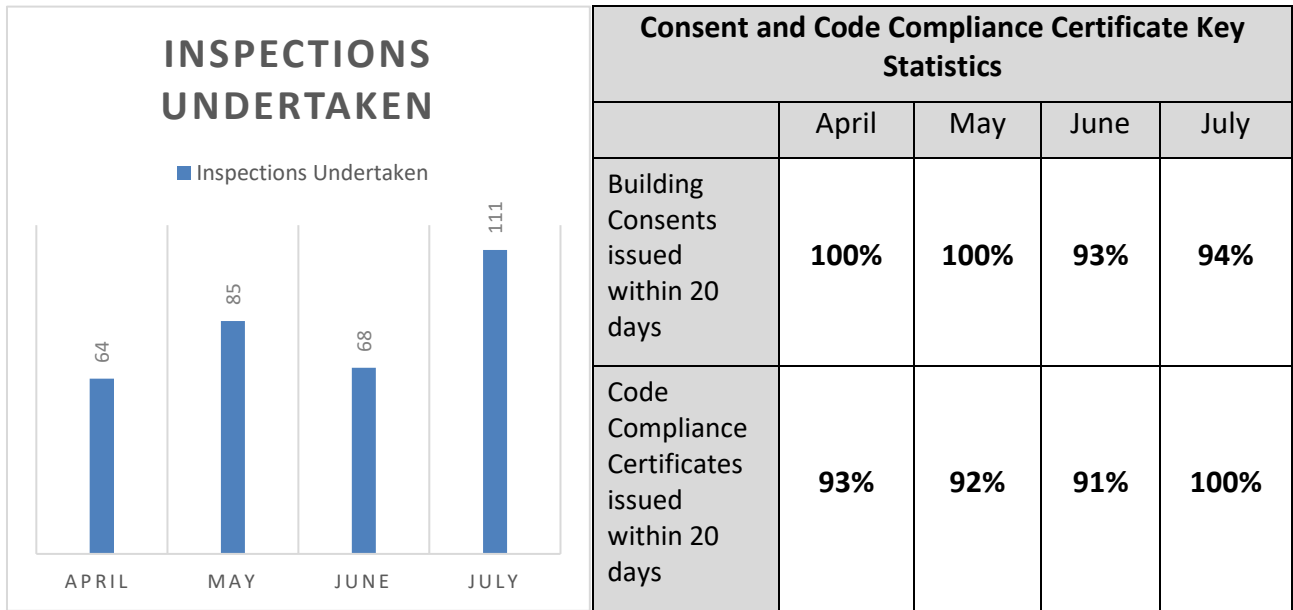 INSPECTIONS
UNDERTAKEN
Inspections Undertaken
64
85
68
111
APRIL
MAY
JUNE
JULY
Consent and Code Compliance Certificate Key
Statistics
April May June July
Building
Consents
issued
within 20
days
100% 100% 93% 94%
Code
Compliance
Certificates
issued
within 20
days
93% 92% 91% 100%